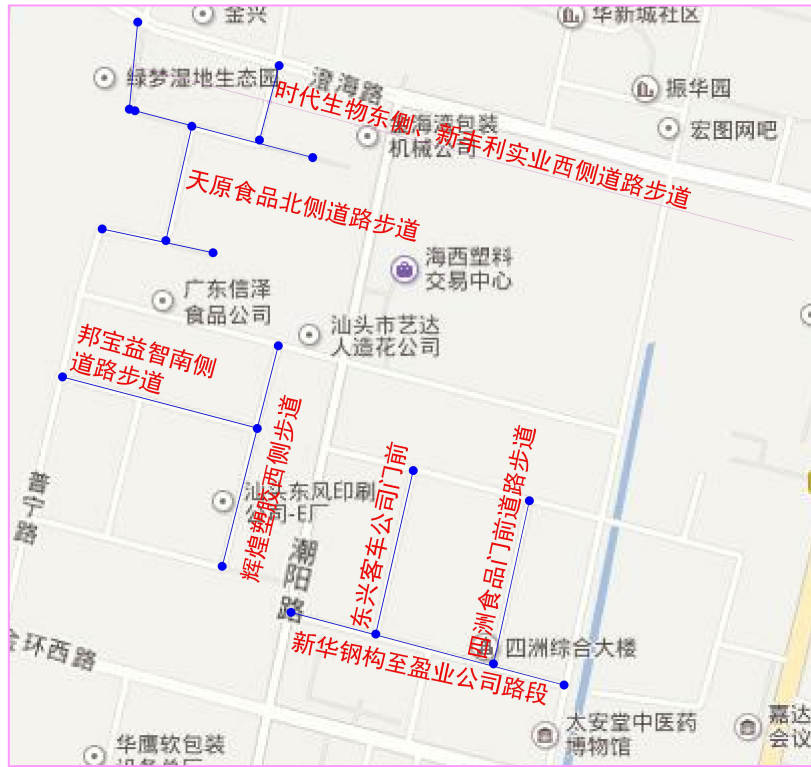 金兴
华新城社区
绿梦湿地生态园
澄海路
振华园
时代生物东侧、新丰利实业西侧道路步道
海湾包装
机械公司
宏图网吧
天原食品北侧道路步道
海西塑料
交易中心
广东信泽
食品公司
汕头市艺达
人造花公司
邦宝益智南侧
道路步道
辉煌塑胶西侧步道
东兴客车公司门前
四洲食品门前道路步道
汕头东风印刷
公司-E厂
普宁路
潮阳路
新华钢构至盈业公司路段
四洲综合大楼
金环西路
太安堂中医药
博物馆
嘉达
会议
华鹰软包装
设备总厂